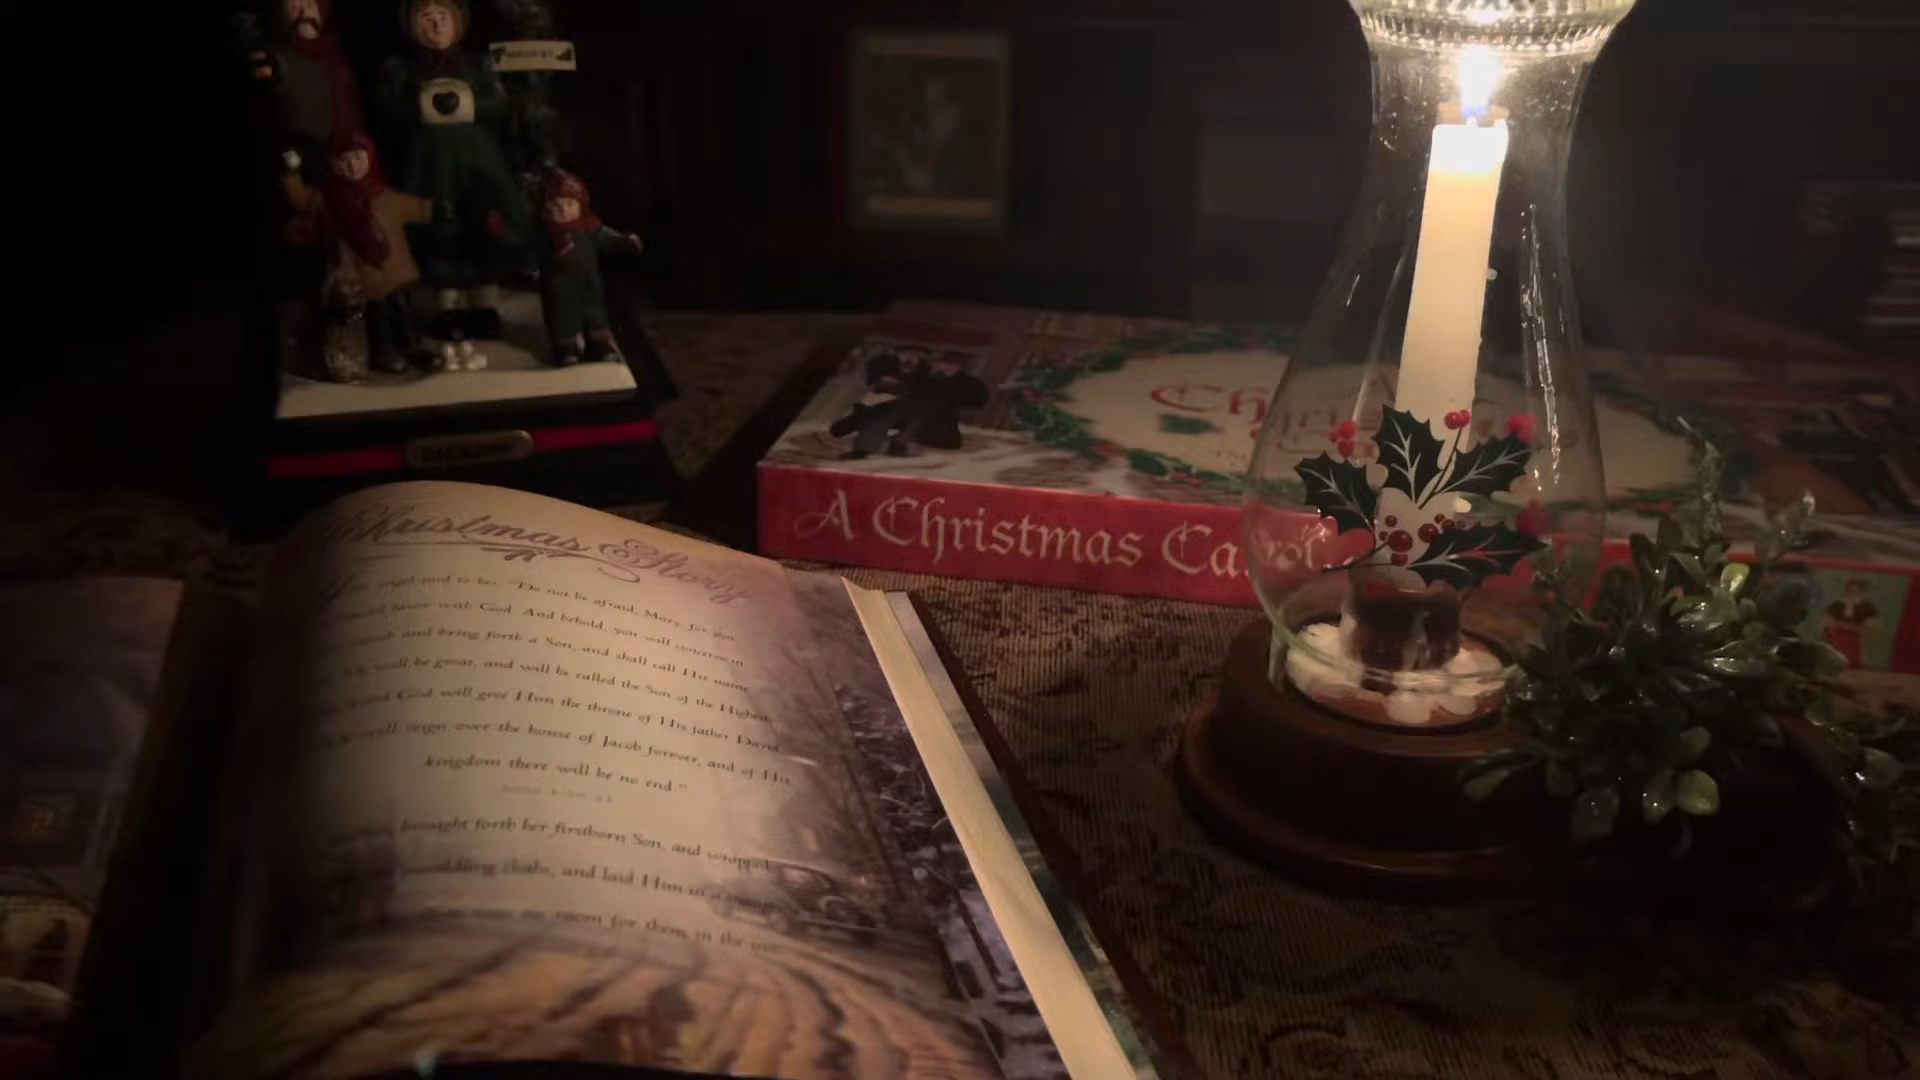 Christmas Story
angel said to her, "Do not be afraid, Mary, for you
favor with God. And behold, you will conceive in
and bring forth a Son, and shall call His name
will be great, and will be called the Son of the Highest;
God will give Him the throne of His father David.
will reign over the house of Jacob forever, and of His
kingdom there will be no end."
brought forth her firstborn Son, and wrapped
swaddling cloths, and laid Him in a
no room for them in the inn
A Christmas Carol